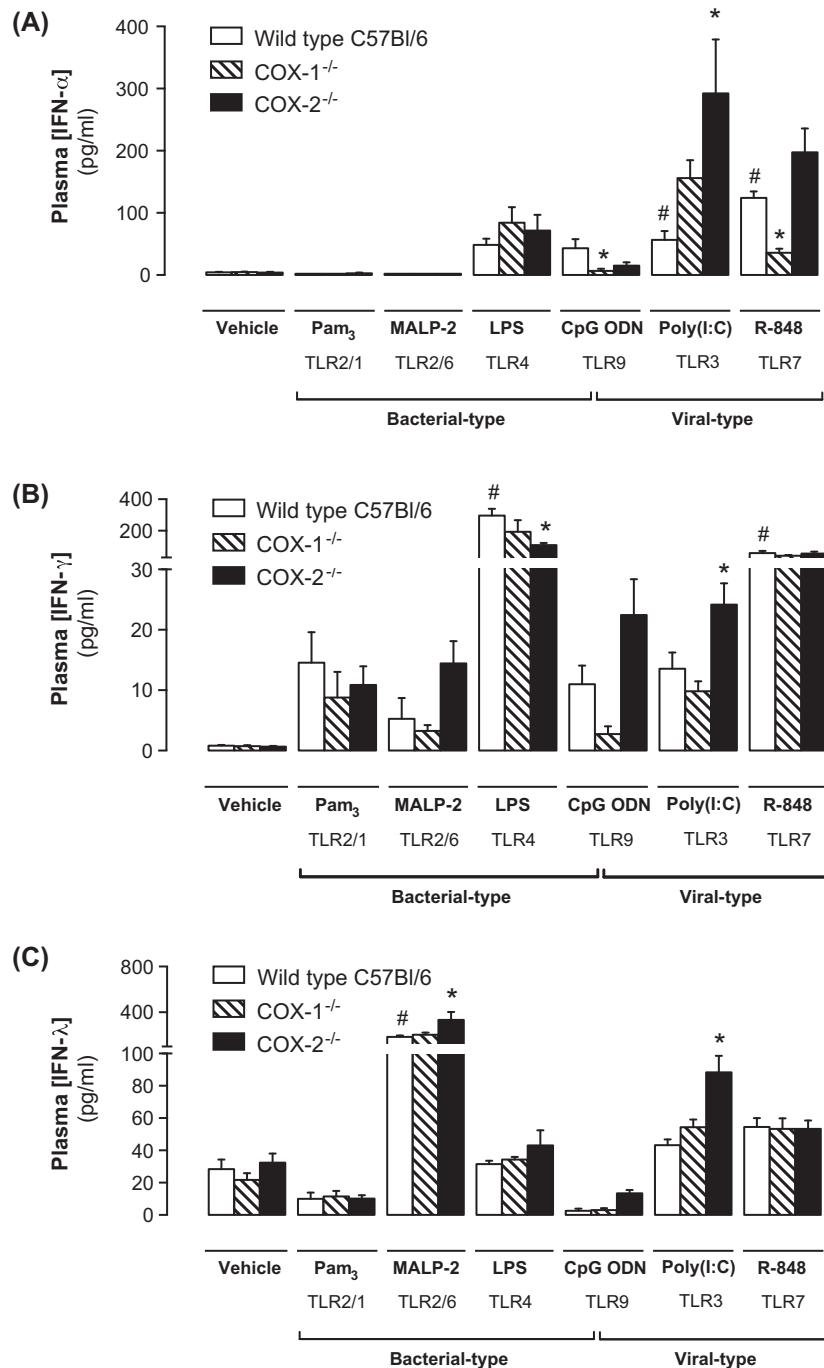 (A)
Plasma [IFN-α]
(pg/ml)
400
300
200
100
0
Wild type C57Bl/6
COX-1-/-
COX-2-/-
* # * # *
Vehicle Pam3 MALP-2 LPS CpG ODN Poly(I:C) R-848
TLR2/1 TLR2/6 TLR4 TLR9 TLR3 TLR7
Bacterial-type Viral-type
(B)
Plasma [IFN-γ]
(pg/ml)
400
200
30
20
10
0
Wild type C57Bl/6
COX-1-/-
COX-2-/-
# * * #
Vehicle Pam3 MALP-2 LPS CpG ODN Poly(I:C) R-848
TLR2/1 TLR2/6 TLR4 TLR9 TLR3 TLR7
Bacterial-type Viral-type
(C)
Plasma [IFN-λ]
(pg/ml)
800
400
100
80
60
40
20
0
Wild type C57Bl/6
COX-1-/-
COX-2-/-
# * *
Vehicle Pam3 MALP-2 LPS CpG ODN Poly(I:C) R-848
TLR2/1 TLR2/6 TLR4 TLR9 TLR3 TLR7
Bacterial-type Viral-type